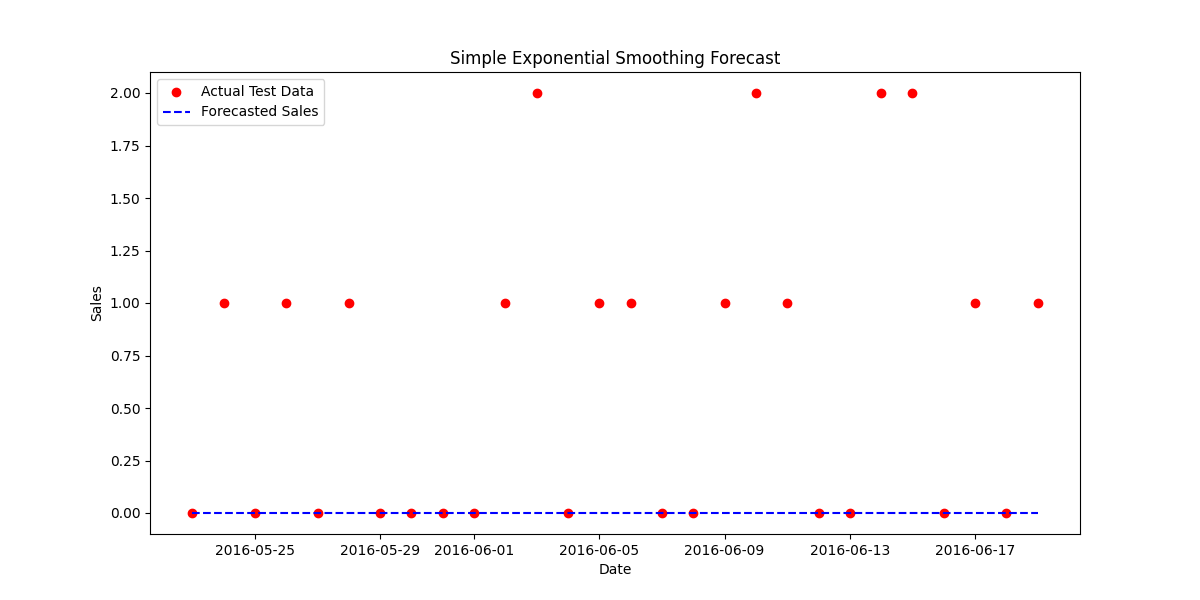 Simple Exponential Smoothing Forecast
Actual Test Data
Forecasted Sales
2.00
1.75
1.50
1.25
1.00
0.75
0.50
0.25
0.00
Sales
2016-05-25 2016-05-29 2016-06-01 2016-06-05 2016-06-09 2016-06-13 2016-06-17
Date